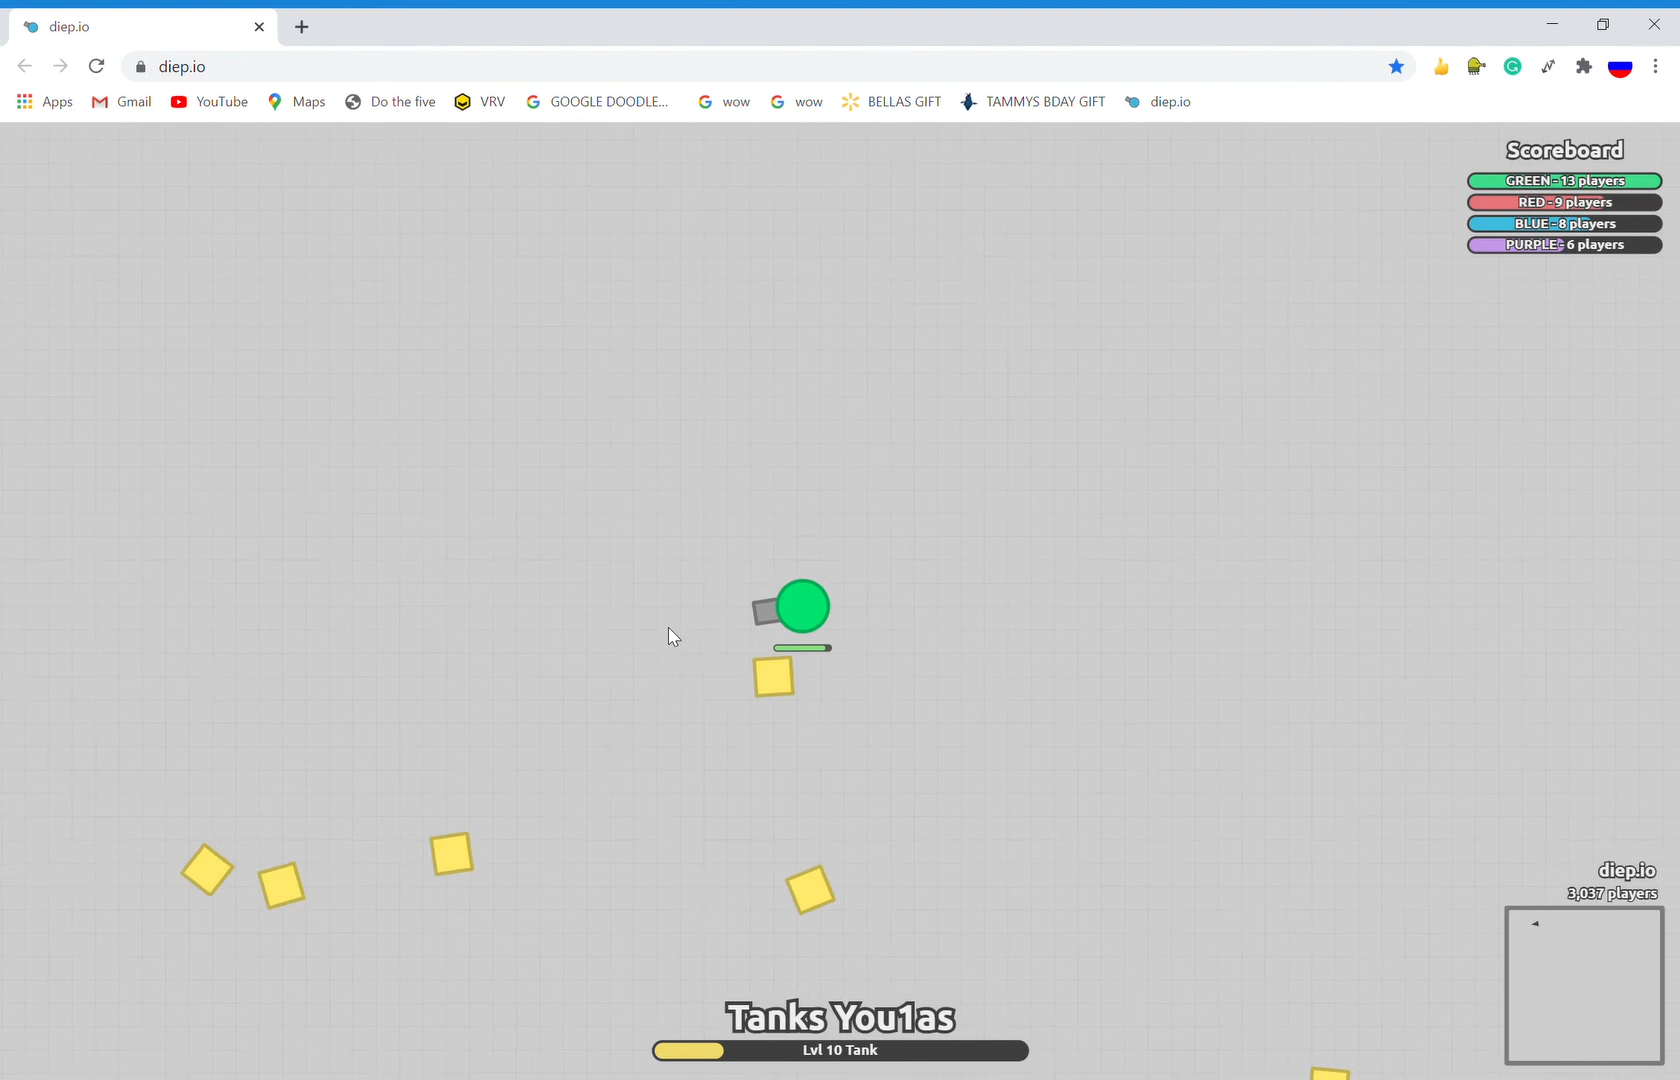 diep.io
diep.io
Apps Gmail YouTube Maps Do the five VRV GOOGLE DOODLE... wow wow BELLAS GIFT TAMMYS BDAY GIFT diep.io
Scoreboard
GREEN - 13 players
RED - 9 players
BLUE - 8 players
PURPLE - 6 players
diep.io
3,037 players
Tanks You1as
Lvl 10 Tank